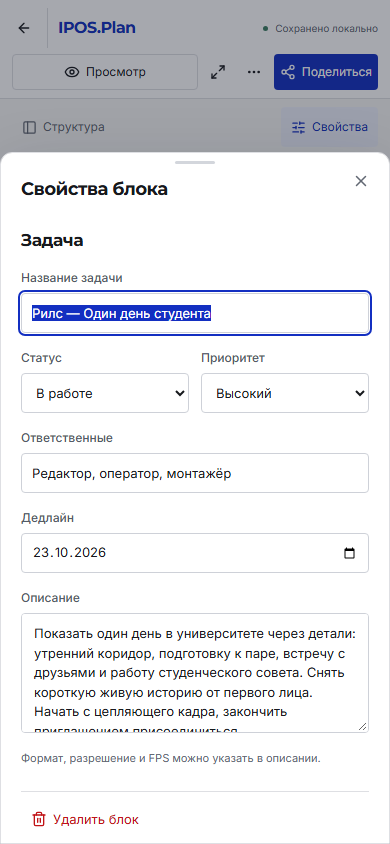 IPOS.Plan
Сохранено локально
Просмотр
Поделиться
Структура
Свойства
Свойства блока
Задача
Название задачи
Рилс — Один день студента
Статус
Приоритет
В работе
Высокий
Ответственные
Редактор, оператор, монтажёр
Дедлайн
23.10.2026
Описание
Показать один день в университете через детали:
утренний коридор, подготовку к паре, встречу с
друзьями и работу студенческого совета. Снять
короткую живую историю от первого лица.
Начать с цепляющего кадра, закончить
приглашением присоединиться.
Формат, разрешение и FPS можно указать в описании.
Удалить блок